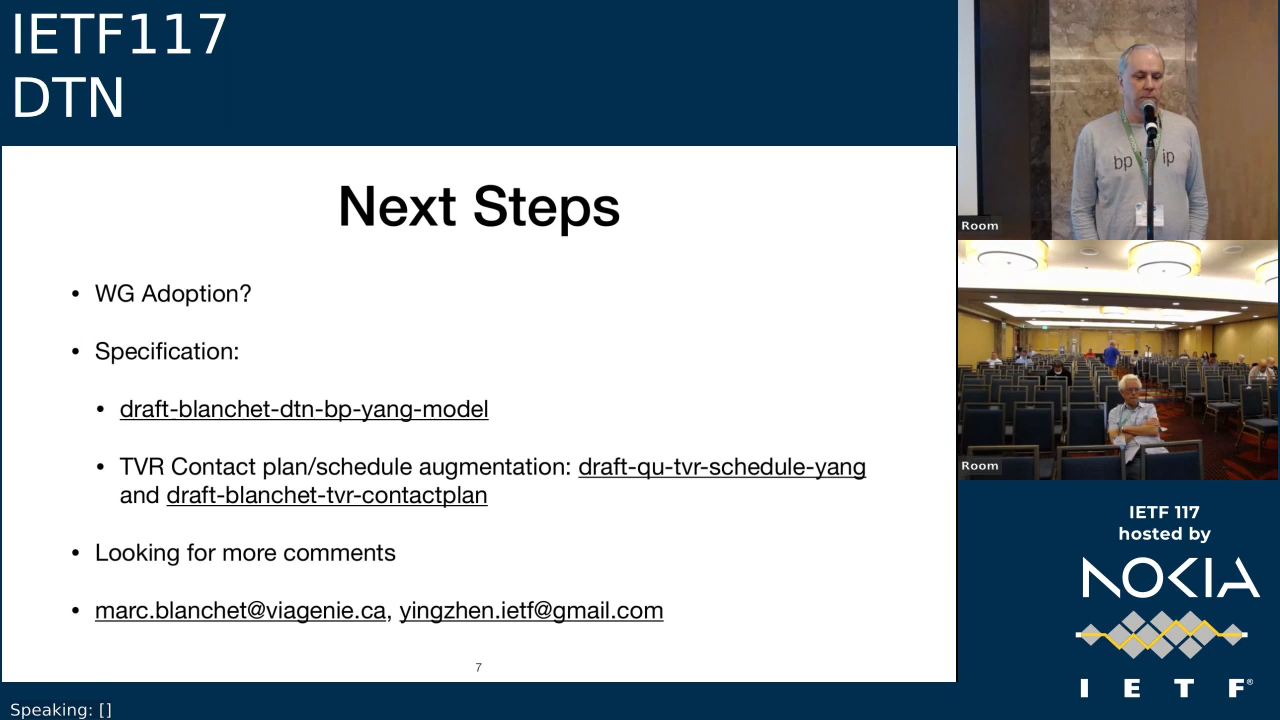 IETF117
DTN
Next Steps
• WG Adoption?
• Specification:
• draft-blanchet-dtn-bp-yang-model
• TVR Contact plan/schedule augmentation: draft-qu-tvr-schedule-yang
and draft-blanchet-tvr-contactplan
• Looking for more comments
• marc.blanchet@viagenie.ca, yingzhen.ietf@gmail.com
7
Speaking: []
bp ip
Room
Room
IETF 117
hosted by
NOKIA
I E T F®